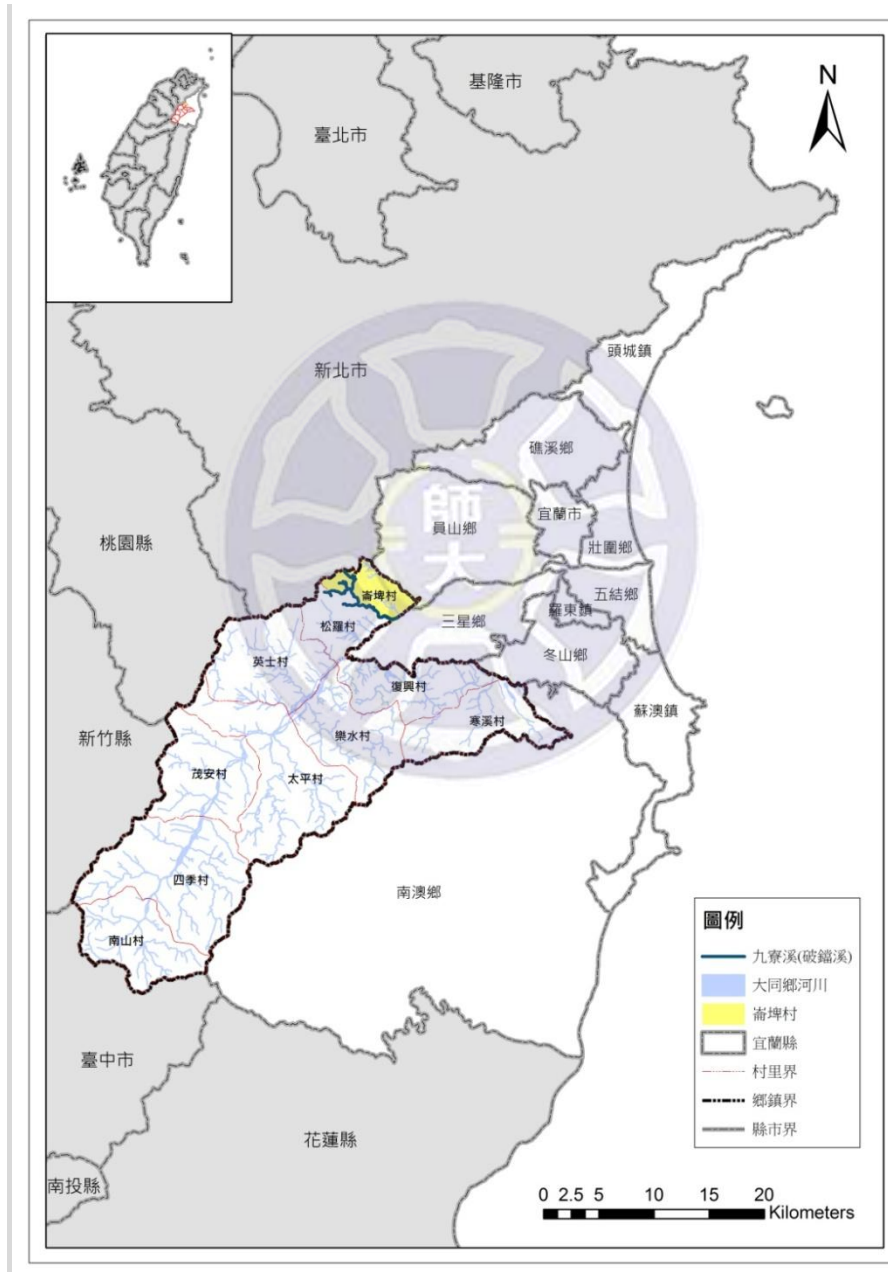 基隆市
N
臺北市
頭城鎮
新北市
礁溪鄉
師大
宜蘭市
員山鄉
桃園縣
壯圍鄉
崙埤村
五結鄉
羅東鎮
三星鄉
松羅村
冬山鄉
英士村
復興村
蘇澳鎮
寒溪村
新竹縣
樂水村
茂安村
太平村
四季村
南澳鄉
南山村
臺中市
花蓮縣
南投縣
圖例
九寮溪(破鐺溪)
大同鄉河川
崙埤村
宜蘭縣
村里界
鄉鎮界
縣市界
0 2.5 5 10 15 20
Kilometers